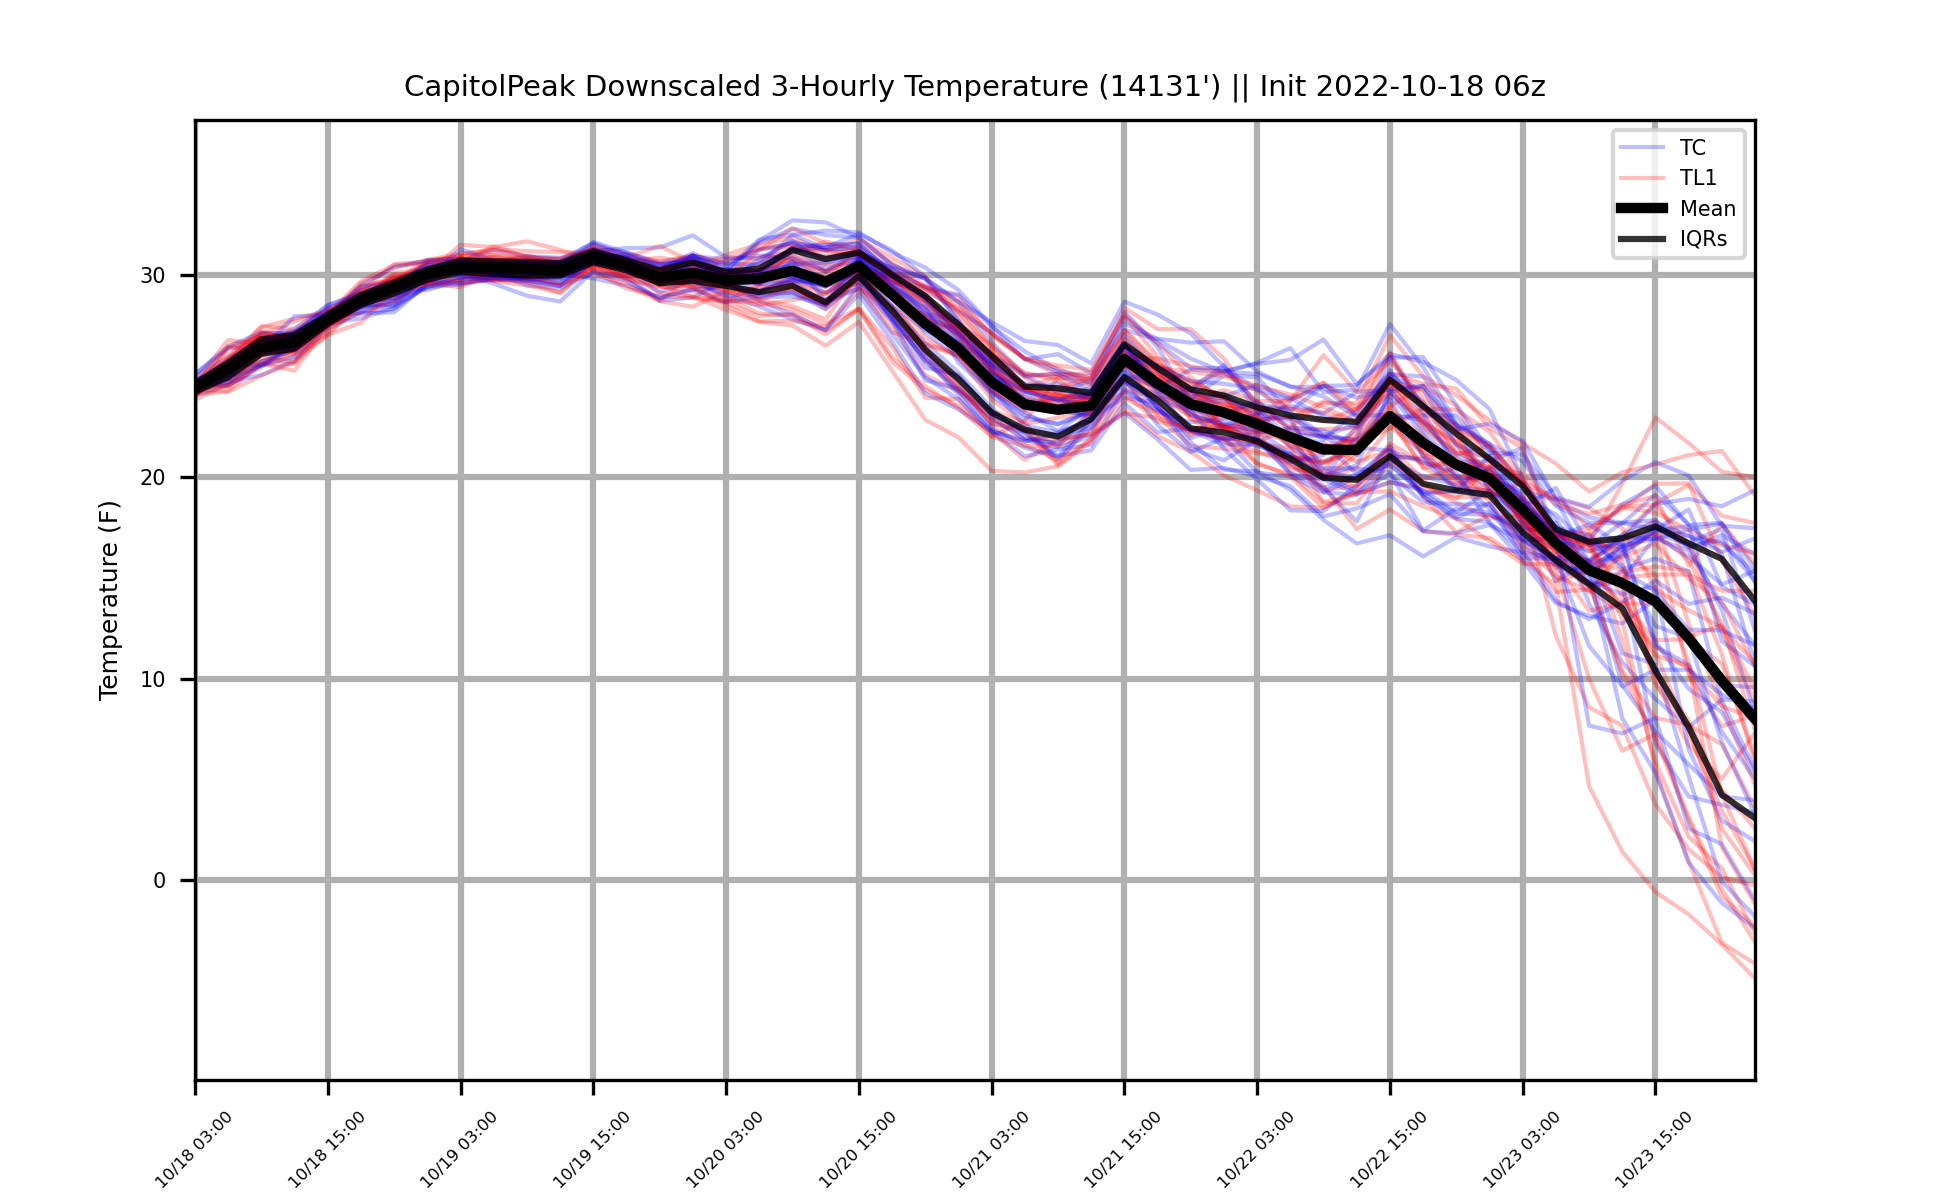 CapitolPeak Downscaled 3-Hourly Temperature (14131') || Init 2022-10-18 06z
TC
TL1
Mean
IQRs
Temperature (F)
30
20
10
0
10/18 03:00
10/18 15:00
10/19 03:00
10/19 15:00
10/20 03:00
10/20 15:00
10/21 03:00
10/21 15:00
10/22 03:00
10/22 15:00
10/23 03:00
10/23 15:00